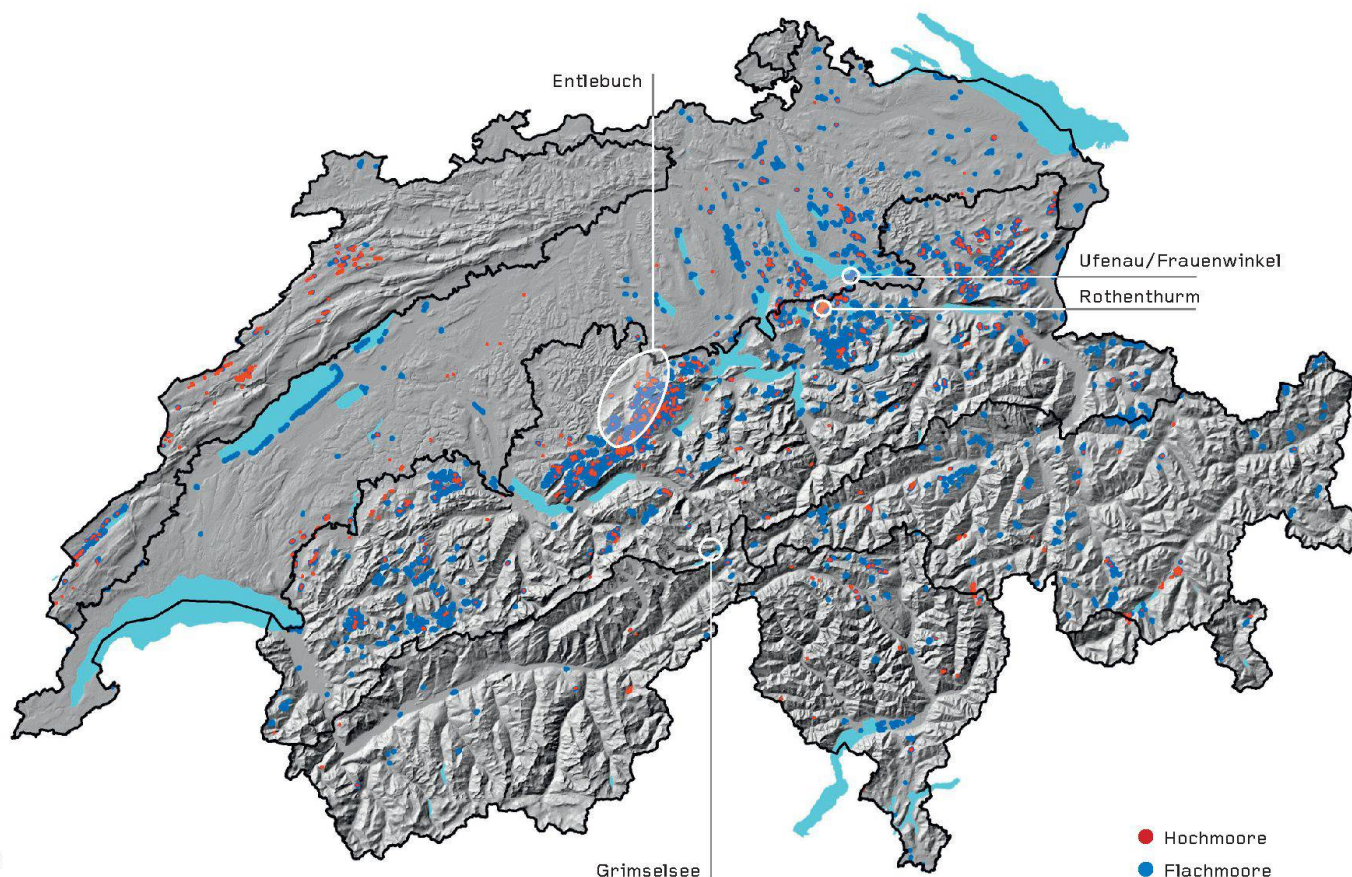 Entlebuch
Ufenau/Frauenwinkel
Rothenthurm
Hochmoore
Flachmoore
Grimselsee